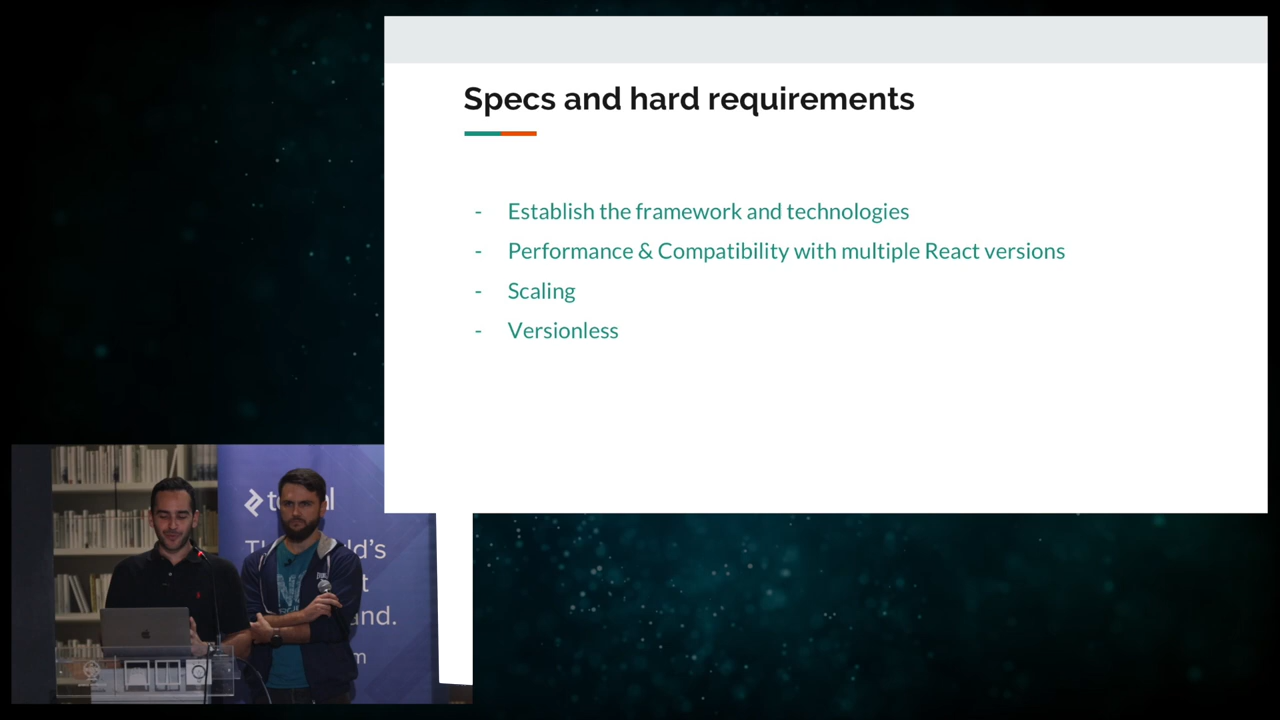 Specs and hard requirements
- Establish the framework and technologies
- Performance & Compatibility with multiple React versions
- Scaling
- Versionless